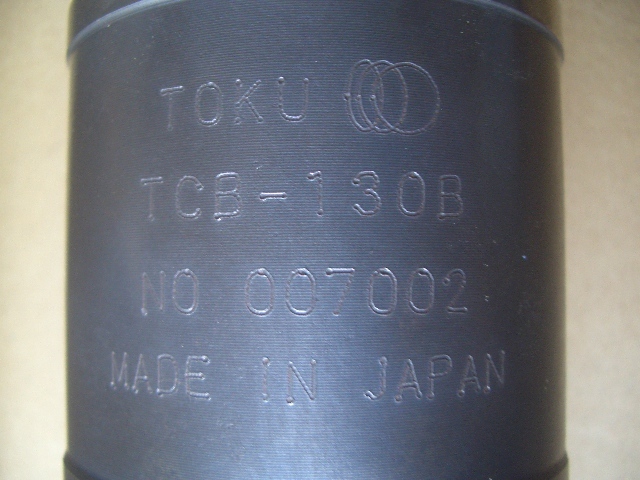 TOKU
TCB-130B
NO 007002
MADE IN JAPAN